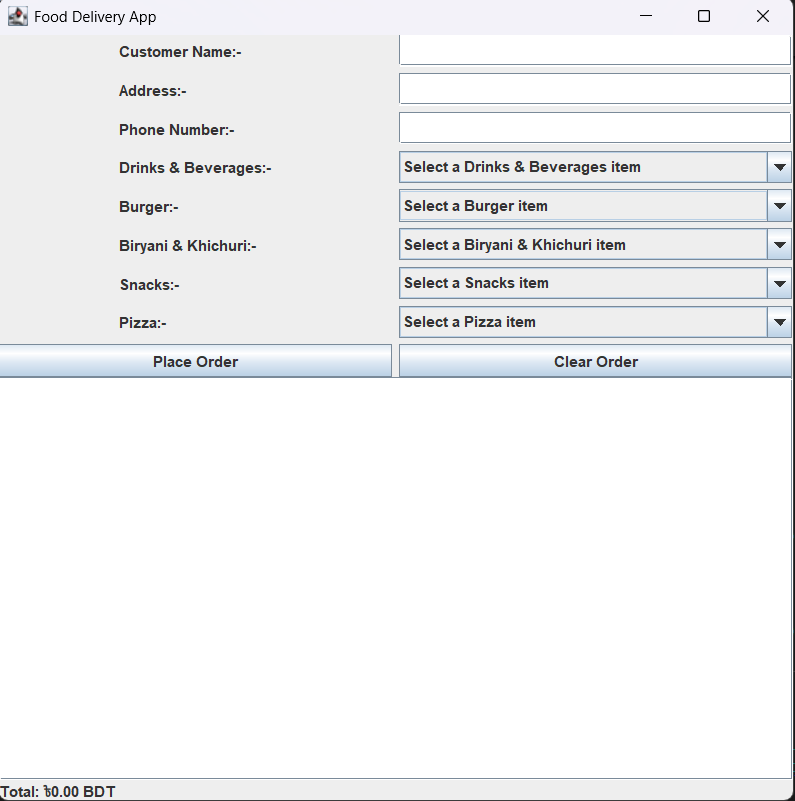 Food Delivery App
Customer Name:-
Address:-
Phone Number:-
Drinks & Beverages:- Select a Drinks & Beverages item
Burger:- Select a Burger item
Biryani & Khichuri:- Select a Biryani & Khichuri item
Snacks:- Select a Snacks item
Pizza:- Select a Pizza item
Place Order Clear Order
Total: ৳0.00 BDT